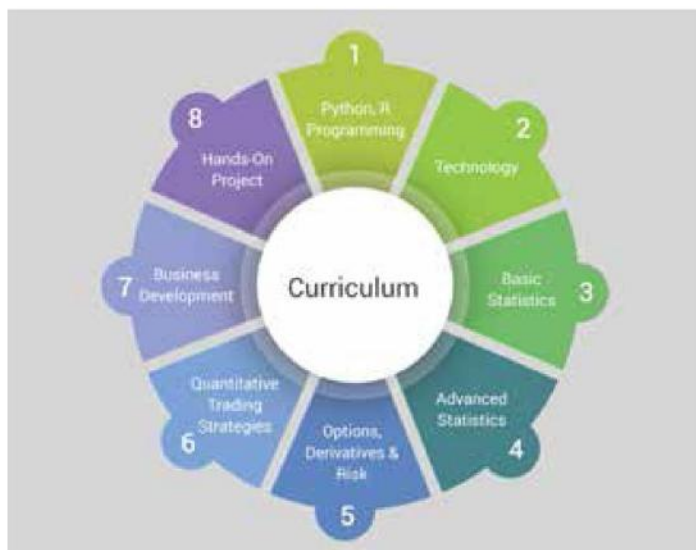 1
Python, R
Programming
2
Technology
3
Basic
Statistics
4
Advanced
Statistics
5
Options,
Derivatives &
Risk
6
Quantitative
Trading
Strategies
7
Business
Development
8
Hands-On
Project
Curriculum